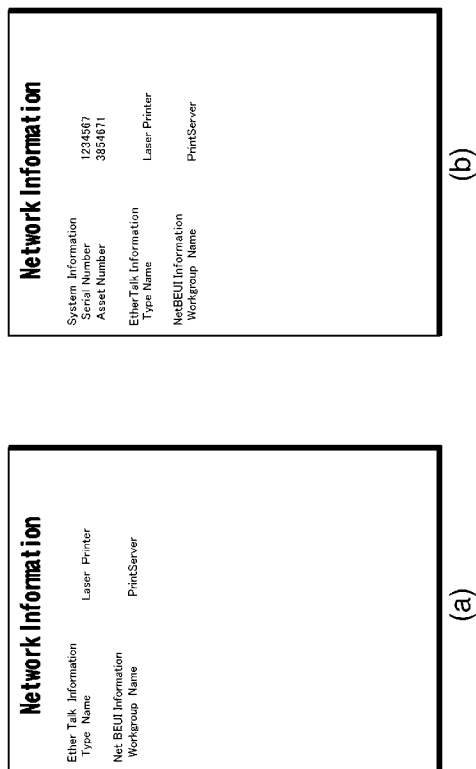 Network Information
Ether Talk Information
Type Name Laser Printer
Net BEUI Information
Workgroup Name PrintServer
(a)
Network Information
System Information
Serial Number 1234567
Asset Number 3854671
EtherTalk Information
Type Name Laser Printer
NetBEUI Information
Workgroup Name PrintServer
(b)